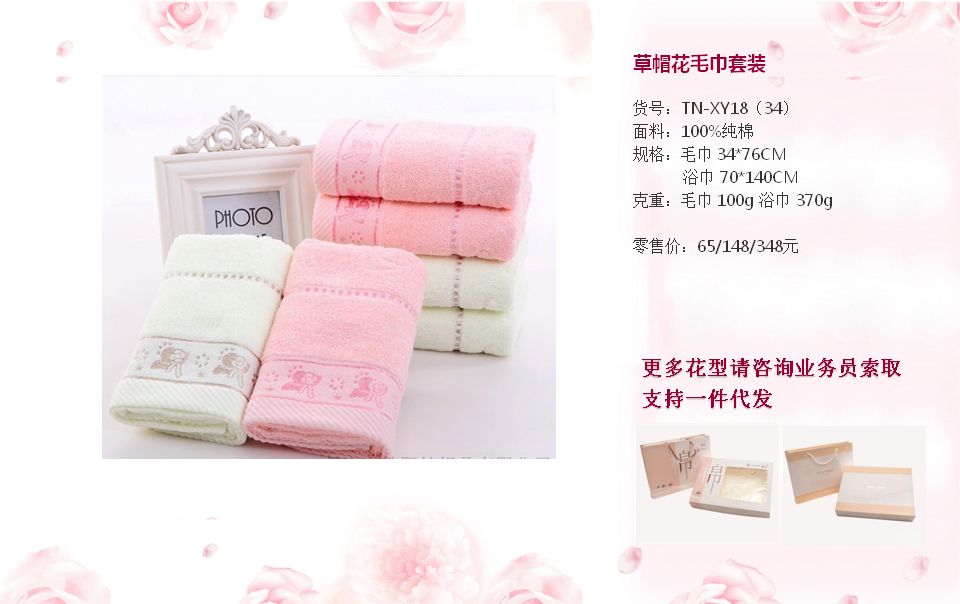 草帽花毛巾套装
货号：TN-XY18（34）
面料：100%纯棉
规格：毛巾 34*76CM
浴巾 70*140CM
克重：毛巾 100g 浴巾 370g
零售价：65/148/348元
更多花型请咨询业务员索取
支持一件代发
PHOTO
帛
帛